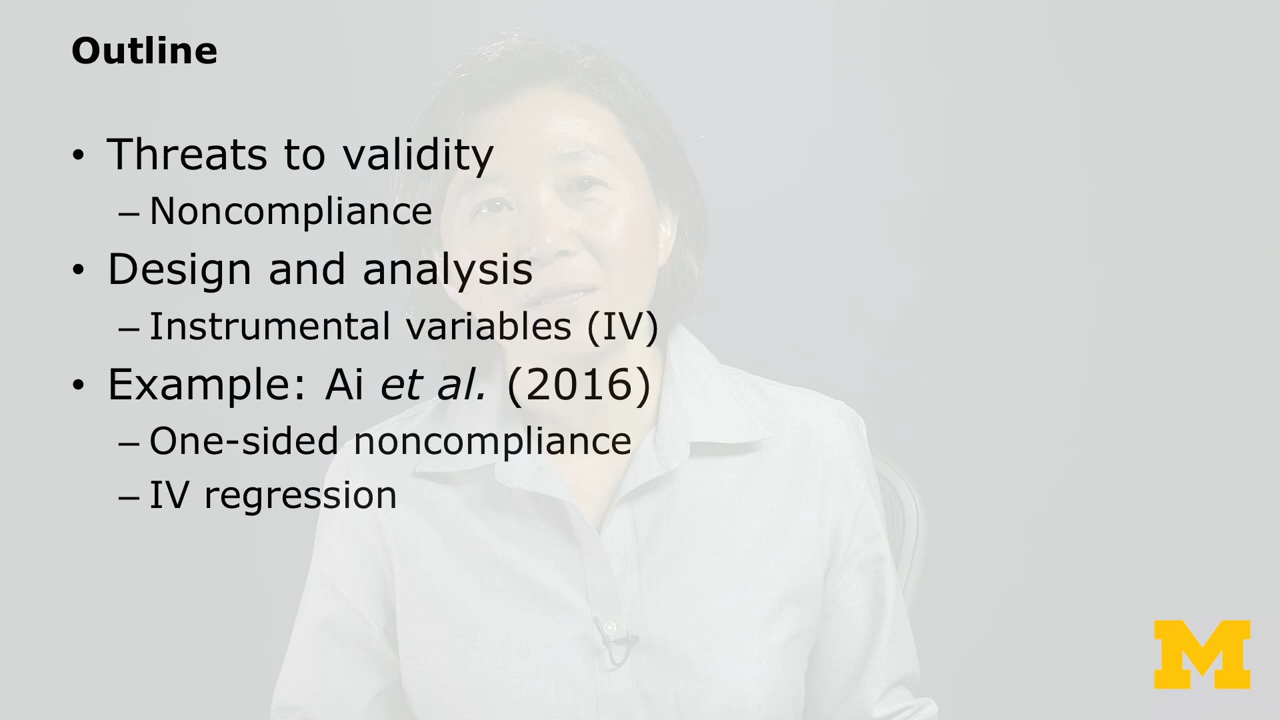 Outline
• Threats to validity
– Noncompliance
• Design and analysis
– Instrumental variables (IV)
• Example: Ai et al. (2016)
– One-sided noncompliance
– IV regression
M